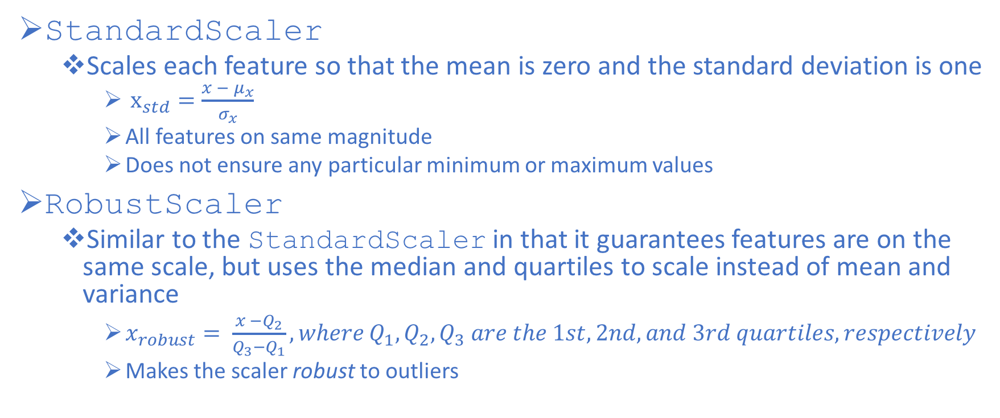 ➢StandardScaler
❖Scales each feature so that the mean is zero and the standard deviation is one
➢ x_{std} = \frac{x - μ_x}{σ_x}
➢All features on same magnitude
➢Does not ensure any particular minimum or maximum values
➢RobustScaler
❖Similar to the StandardScaler in that it guarantees features are on the
same scale, but uses the median and quartiles to scale instead of mean and
variance
➢x_{robust} = \frac{x - Q_2}{Q_3 - Q_1}, where Q_1, Q_2, Q_3 are the 1st, 2nd, and 3rd quartiles, respectively
➢Makes the scaler robust to outliers